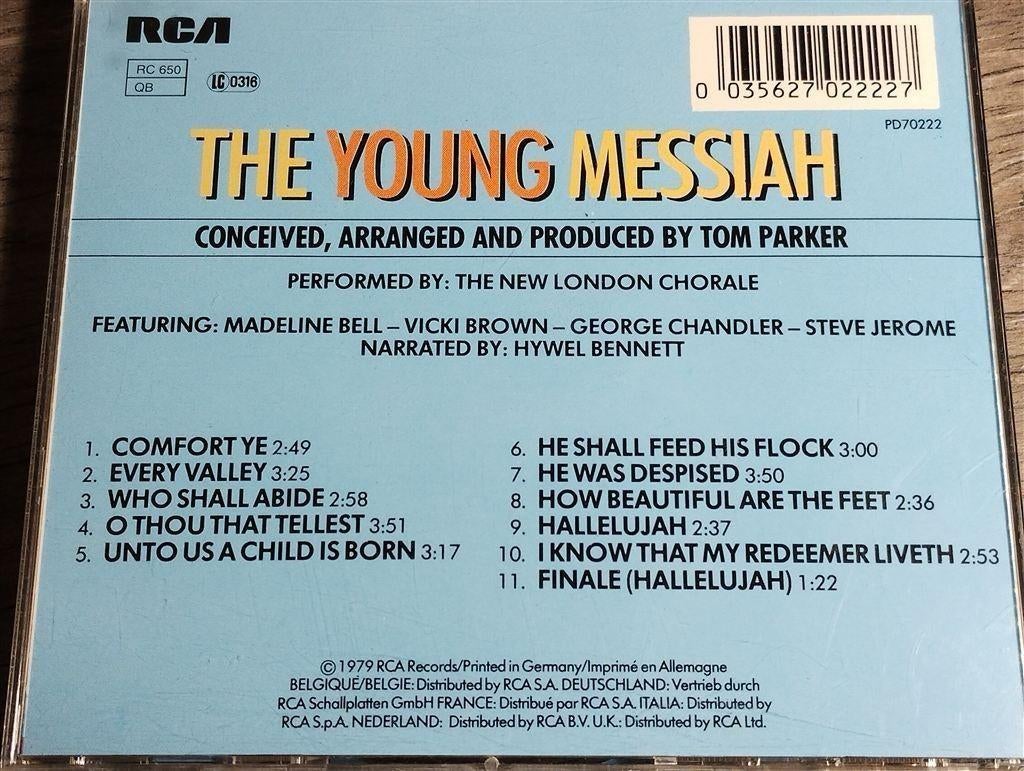 RCA
RC 650
QB
LC 0316
0 035627 022227
PD70222
THE YOUNG MESSIAH
CONCEIVED, ARRANGED AND PRODUCED BY TOM PARKER
PERFORMED BY: THE NEW LONDON CHORALE
FEATURING: MADELINE BELL – VICKI BROWN – GEORGE CHANDLER – STEVE JEROME
NARRATED BY: HYWEL BENNETT
1. COMFORT YE 2:49
2. EVERY VALLEY 3:25
3. WHO SHALL ABIDE 2:58
4. O THOU THAT TELLEST 3:51
5. UNTO US A CHILD IS BORN 3:17
6. HE SHALL FEED HIS FLOCK 3:00
7. HE WAS DESPISED 3:50
8. HOW BEAUTIFUL ARE THE FEET 2:36
9. HALLELUJAH 2:37
10. I KNOW THAT MY REDEEMER LIVETH 2:53
11. FINALE (HALLELUJAH) 1:22
© 1979 RCA Records/Printed in Germany/Imprimé en Allemagne
BELGIQUE/BELGIE: Distributed by RCA S.A. DEUTSCHLAND: Vertrieb durch
RCA Schallplatten GmbH FRANCE: Distribué par RCA S.A. ITALIA: Distributed by
RCA S.p.A. NEDERLAND: Distributed by RCA B.V. U.K.: Distributed by RCA Ltd.